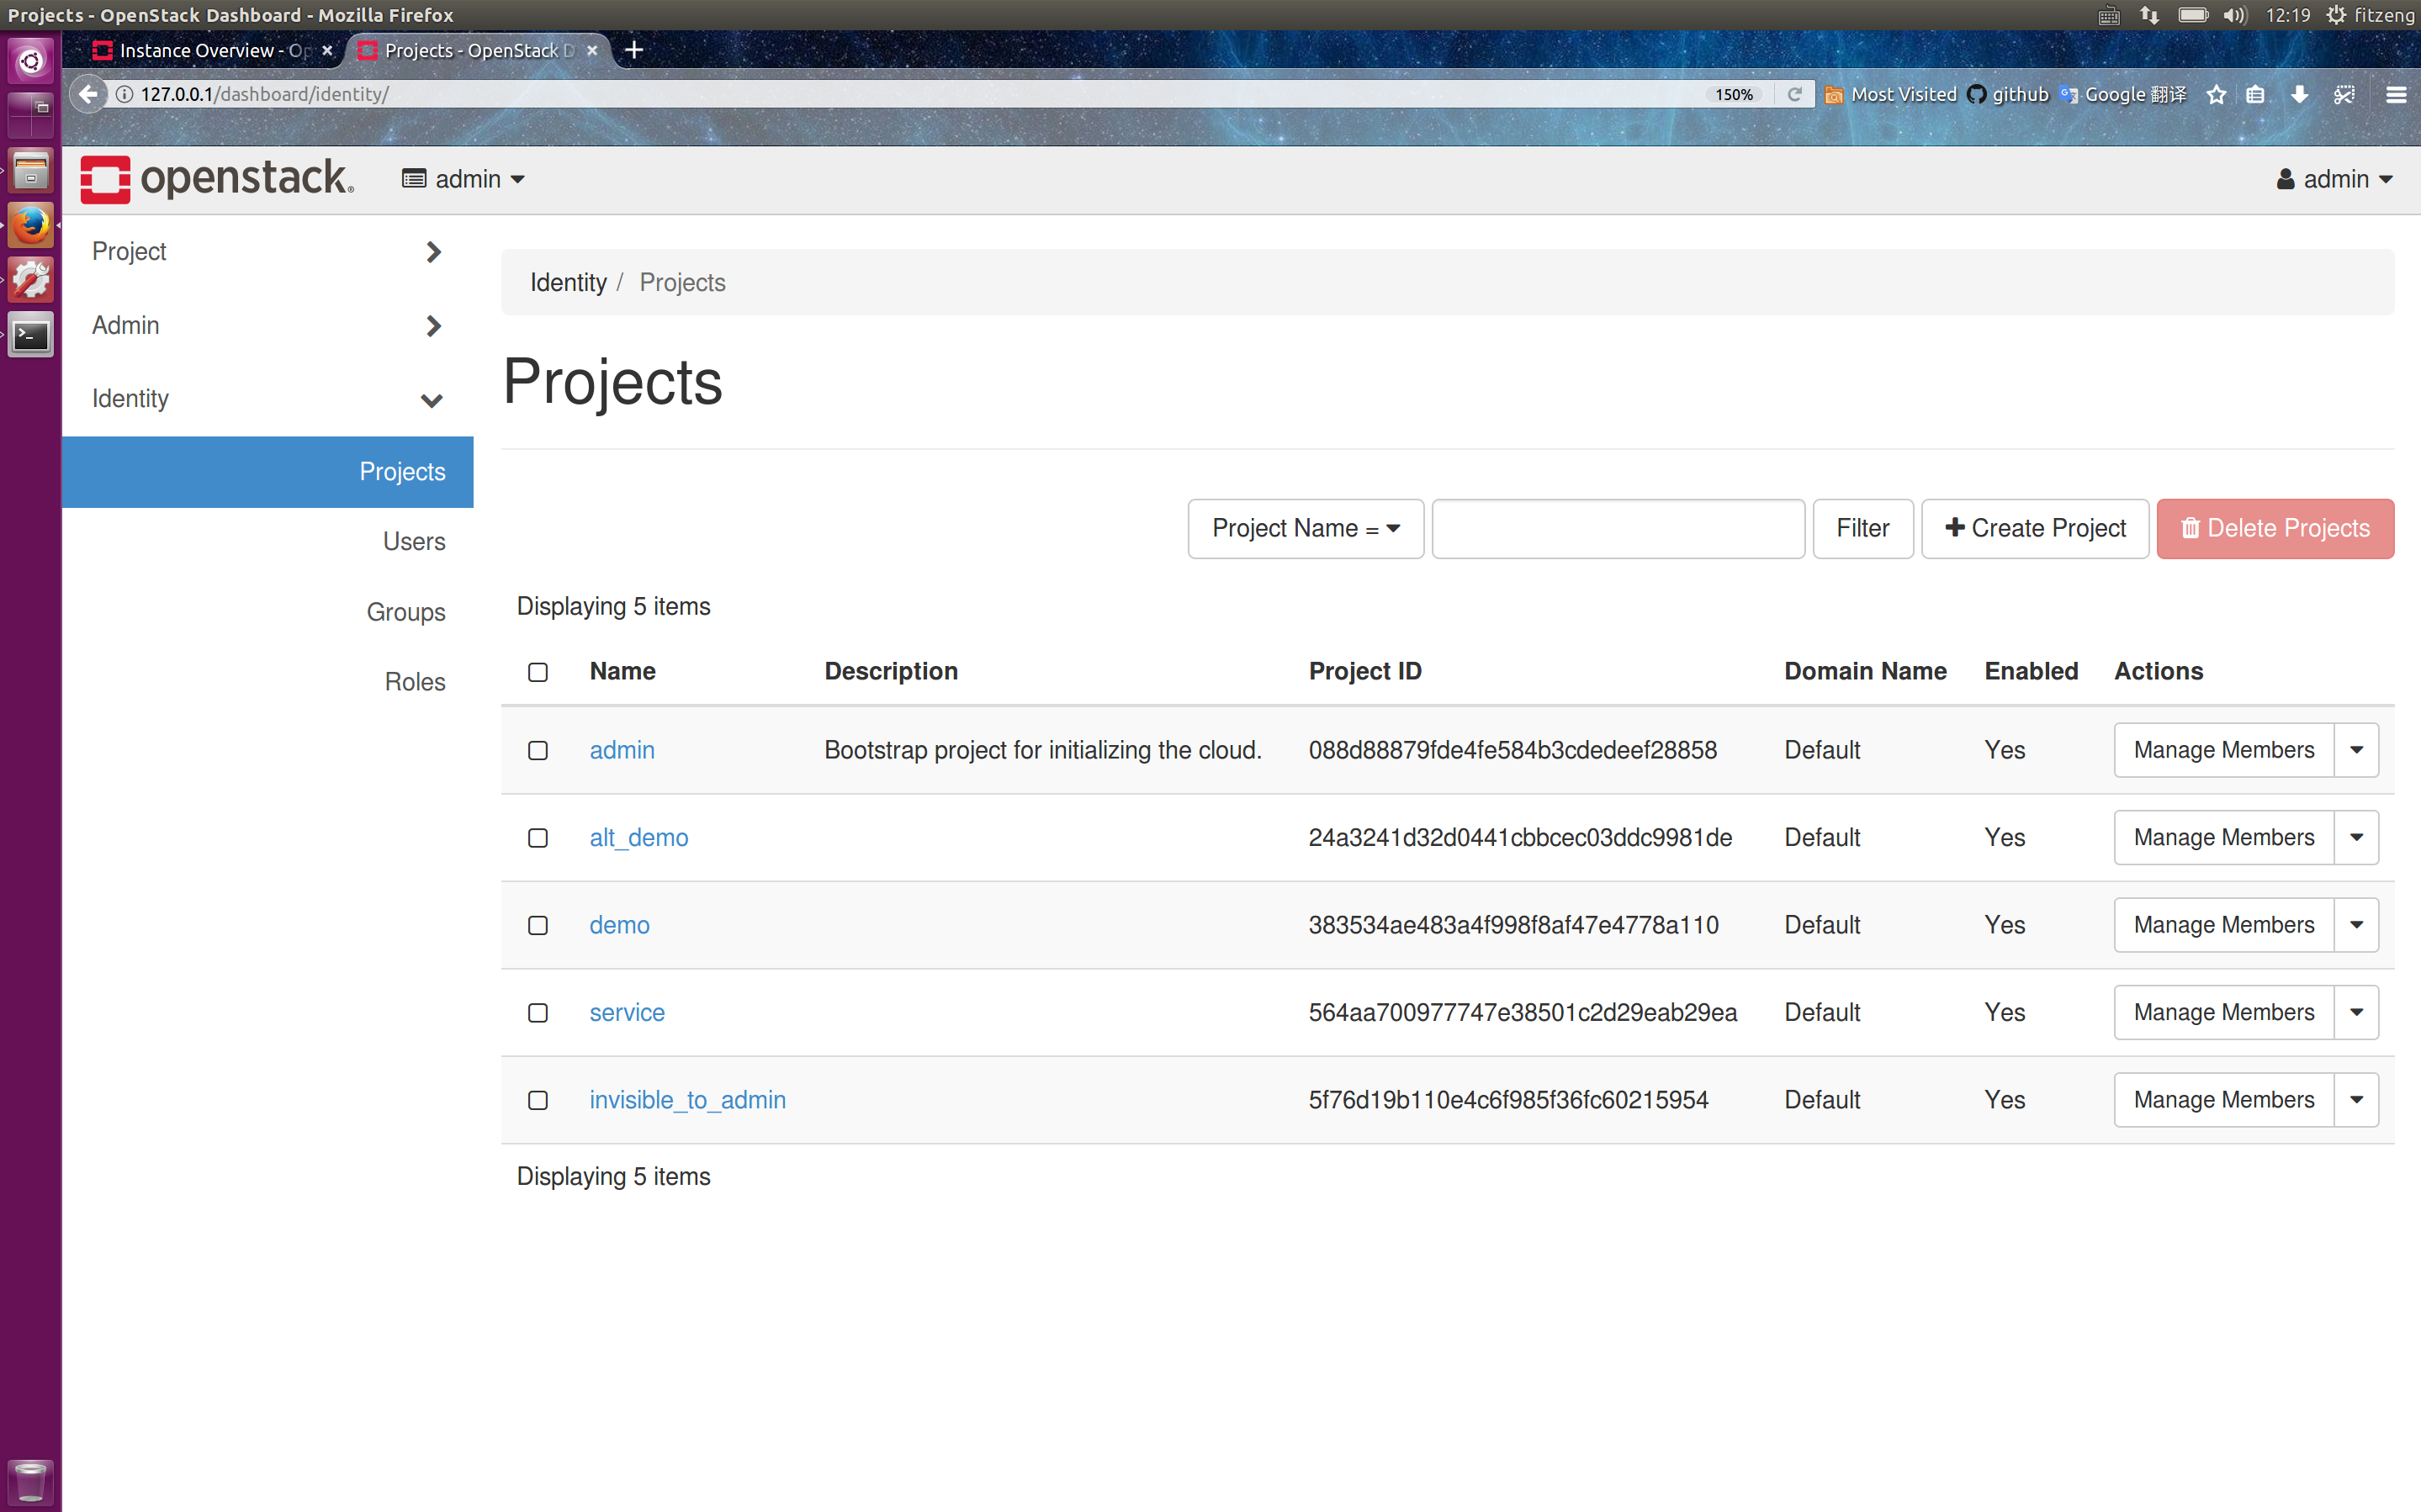 Projects - OpenStack Dashboard - Mozilla Firefox
12:19 fitzeng
Instance Overview - Op
Projects - OpenStack D
127.0.0.1/dashboard/identity/
150%
Most Visited github Google 翻译
openstack. admin admin
Project
Admin
Identity
Projects
Users
Groups
Roles
Identity / Projects
Projects
Project Name = Filter Create Project Delete Projects
Displaying 5 items
Name Description Project ID Domain Name Enabled Actions
admin Bootstrap project for initializing the cloud. 088d88879fde4fe584b3cdedeef28858 Default Yes Manage Members
alt_demo 24a3241d32d0441cbbcec03ddc9981de Default Yes Manage Members
demo 383534ae483a4f998f8af47e4778a110 Default Yes Manage Members
service 564aa700977747e38501c2d29eab29ea Default Yes Manage Members
invisible_to_admin 5f76d19b110e4c6f985f36fc60215954 Default Yes Manage Members
Displaying 5 items